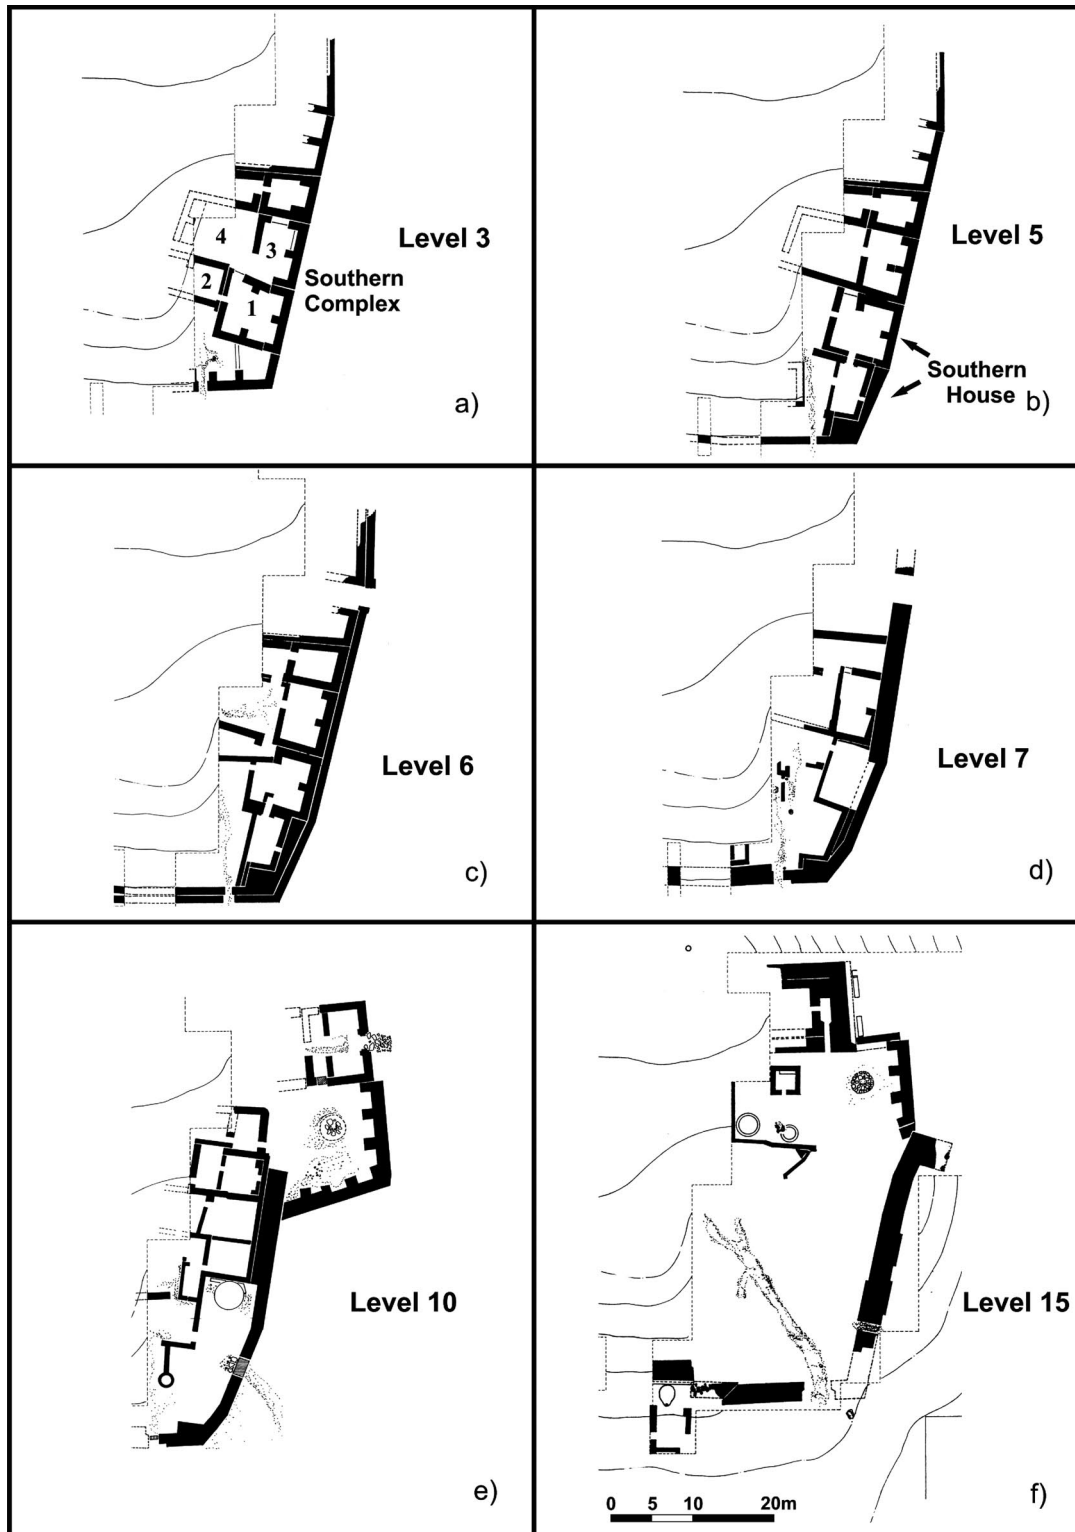 Level 3
4
3
2
Southern
Complex
1
a)
Level 5
Southern
House
b)
Level 6
c)
Level 7
d)
Level 10
e)
Level 15
0 5 10 20m
f)